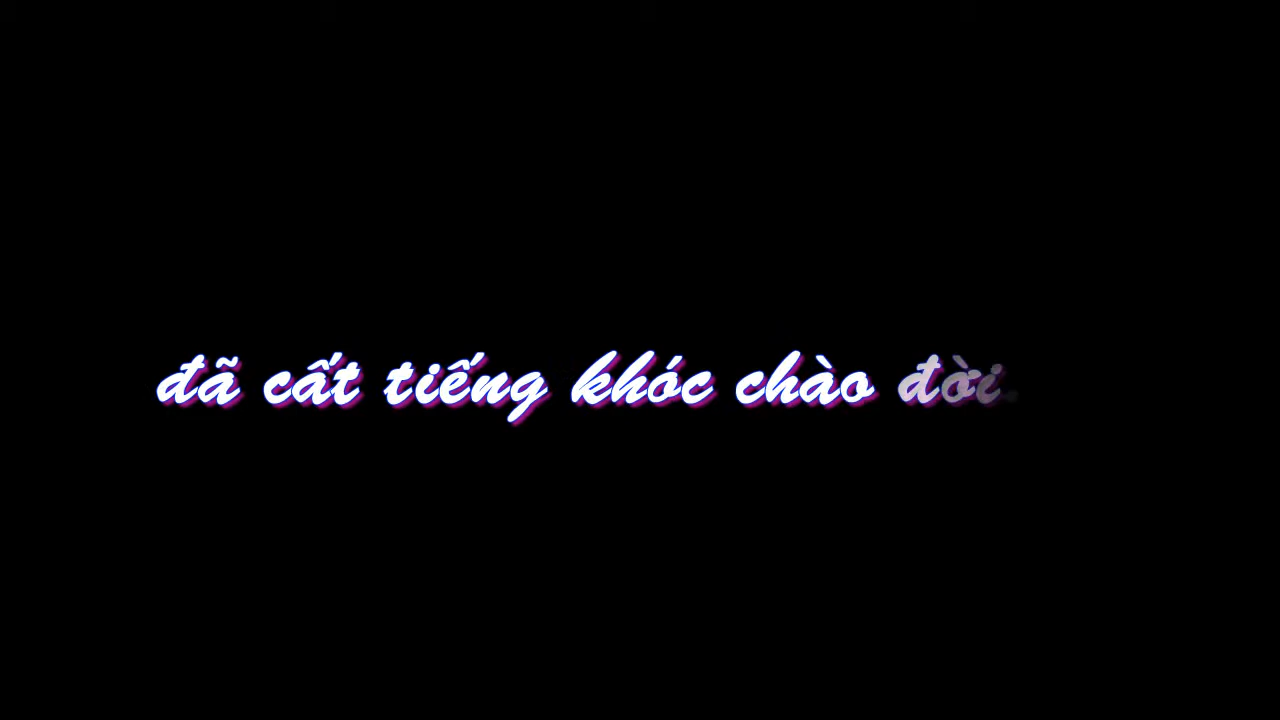 đã cất tiếng khóc chào đời.